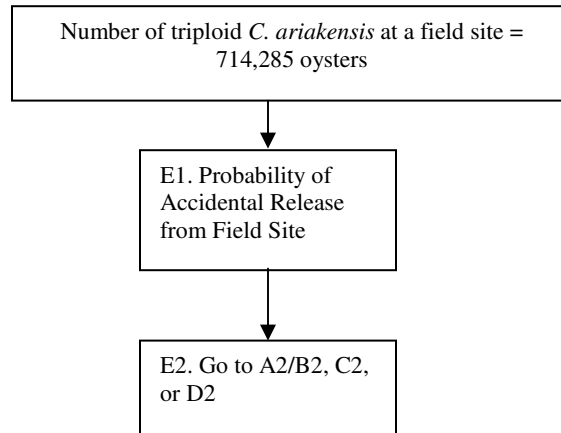 Number of triploid C. ariakensis at a field site =
714,285 oysters
E1. Probability of
Accidental Release
from Field Site
E2. Go to A2/B2, C2,
or D2